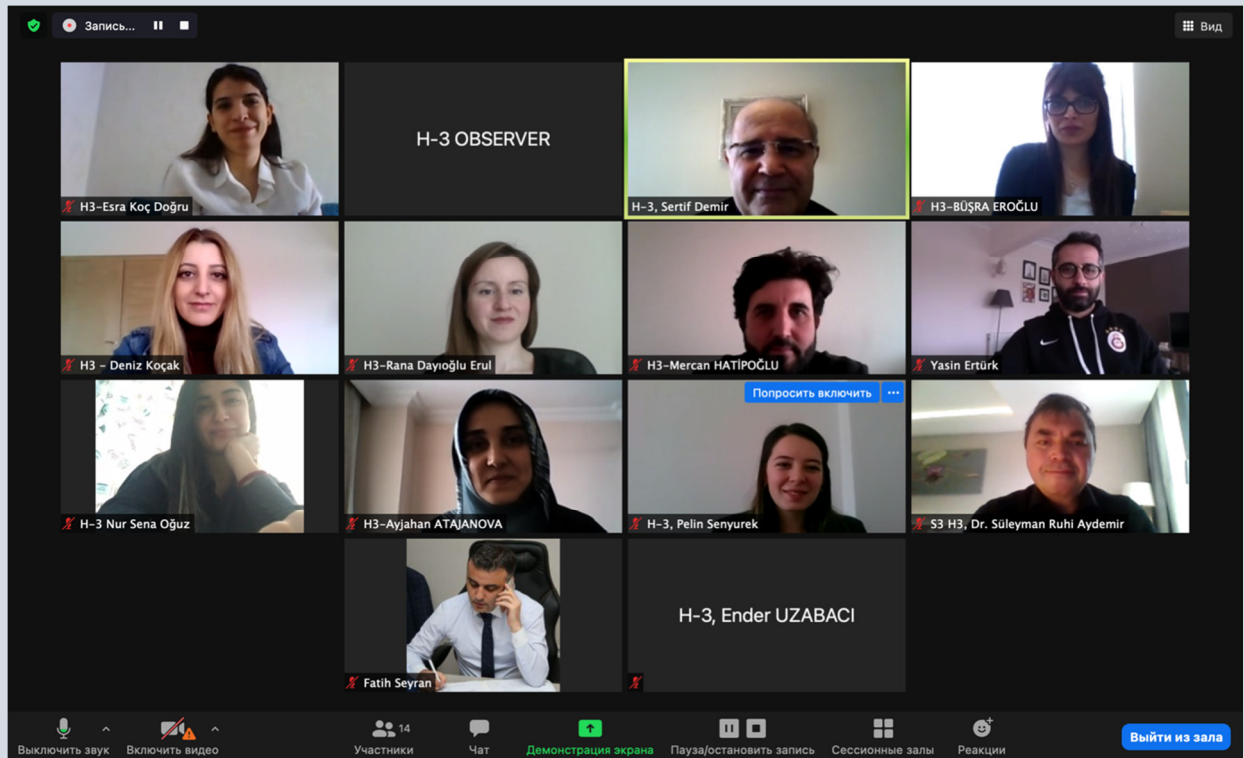 Запись...
Вид
H3-Esra Koç Doğru
H-3 OBSERVER
H-3, Sertif Demir
H3-BÜŞRA EROĞLU
H3 - Deniz Koçak
H3-Rana Dayıoğlu Erul
H3-Mercan HATİPOĞLU
Yasin Ertürk
Попросить включить
H-3 Nur Sena Oğuz
H3-Ayjahan ATAJANOVA
H-3, Pelin Senyurek
S3 H3, Dr. Süleyman Ruhi Aydemir
Fatih Seyran
H-3, Ender UZABACI
14
Выключить звук
Включить видео
Участники
Чат
Демонстрация экрана
Пауза/остановить запись
Сессионные залы
Реакции
Выйти из зала